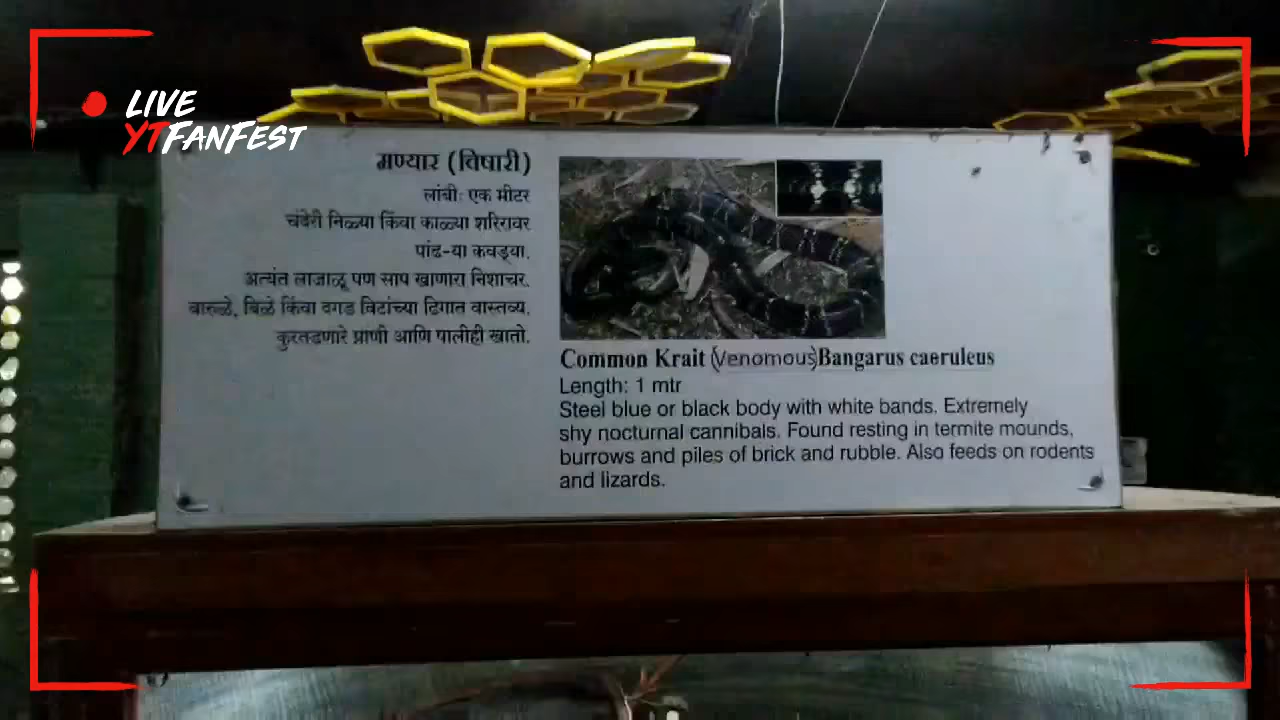 LIVE
YTFANFEST
मण्यार (विषारी)
लांबी: एक मीटर
चंदेरी निळ्या किंवा काळ्या शरिरावर
पांढ-या कवड्या.
अत्यंत लाजाळू पण साप खाणारा निशाचर.
वारुळे, बिळे किंवा दगड विटांच्या ढिगात वास्तव्य.
कुरतडणारे प्राणी आणि पालीही खातो.
Common Krait (Venomous)Bangarus caeruleus
Length: 1 mtr
Steel blue or black body with white bands. Extremely
shy nocturnal cannibals. Found resting in termite mounds,
burrows and piles of brick and rubble. Also feeds on rodents
and lizards.